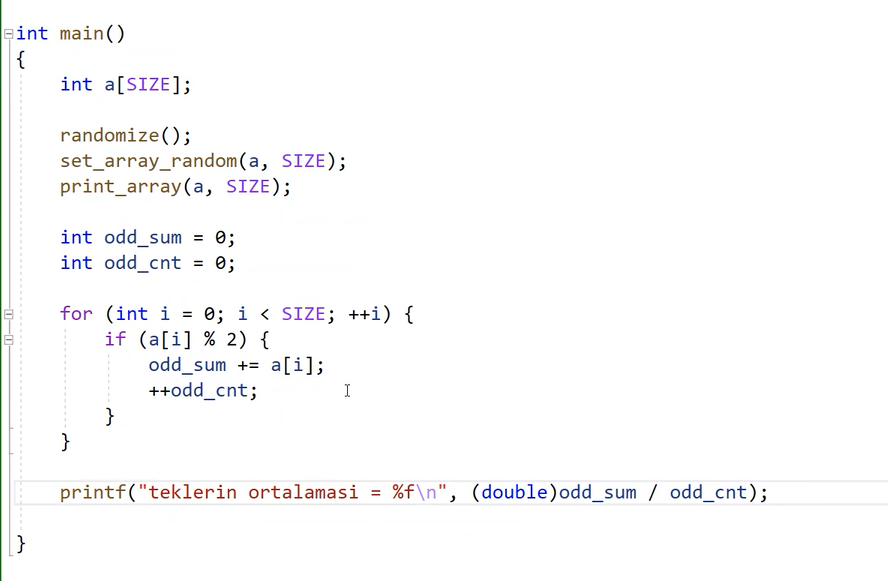 int main()
{
    int a[SIZE];

    randomize();
    set_array_random(a, SIZE);
    print_array(a, SIZE);

    int odd_sum = 0;
    int odd_cnt = 0;

    for (int i = 0; i < SIZE; ++i) {
        if (a[i] % 2) {
            odd_sum += a[i];
            ++odd_cnt;
        }
    }

    printf("teklerin ortalamasi = %f\n", (double)odd_sum / odd_cnt);

}